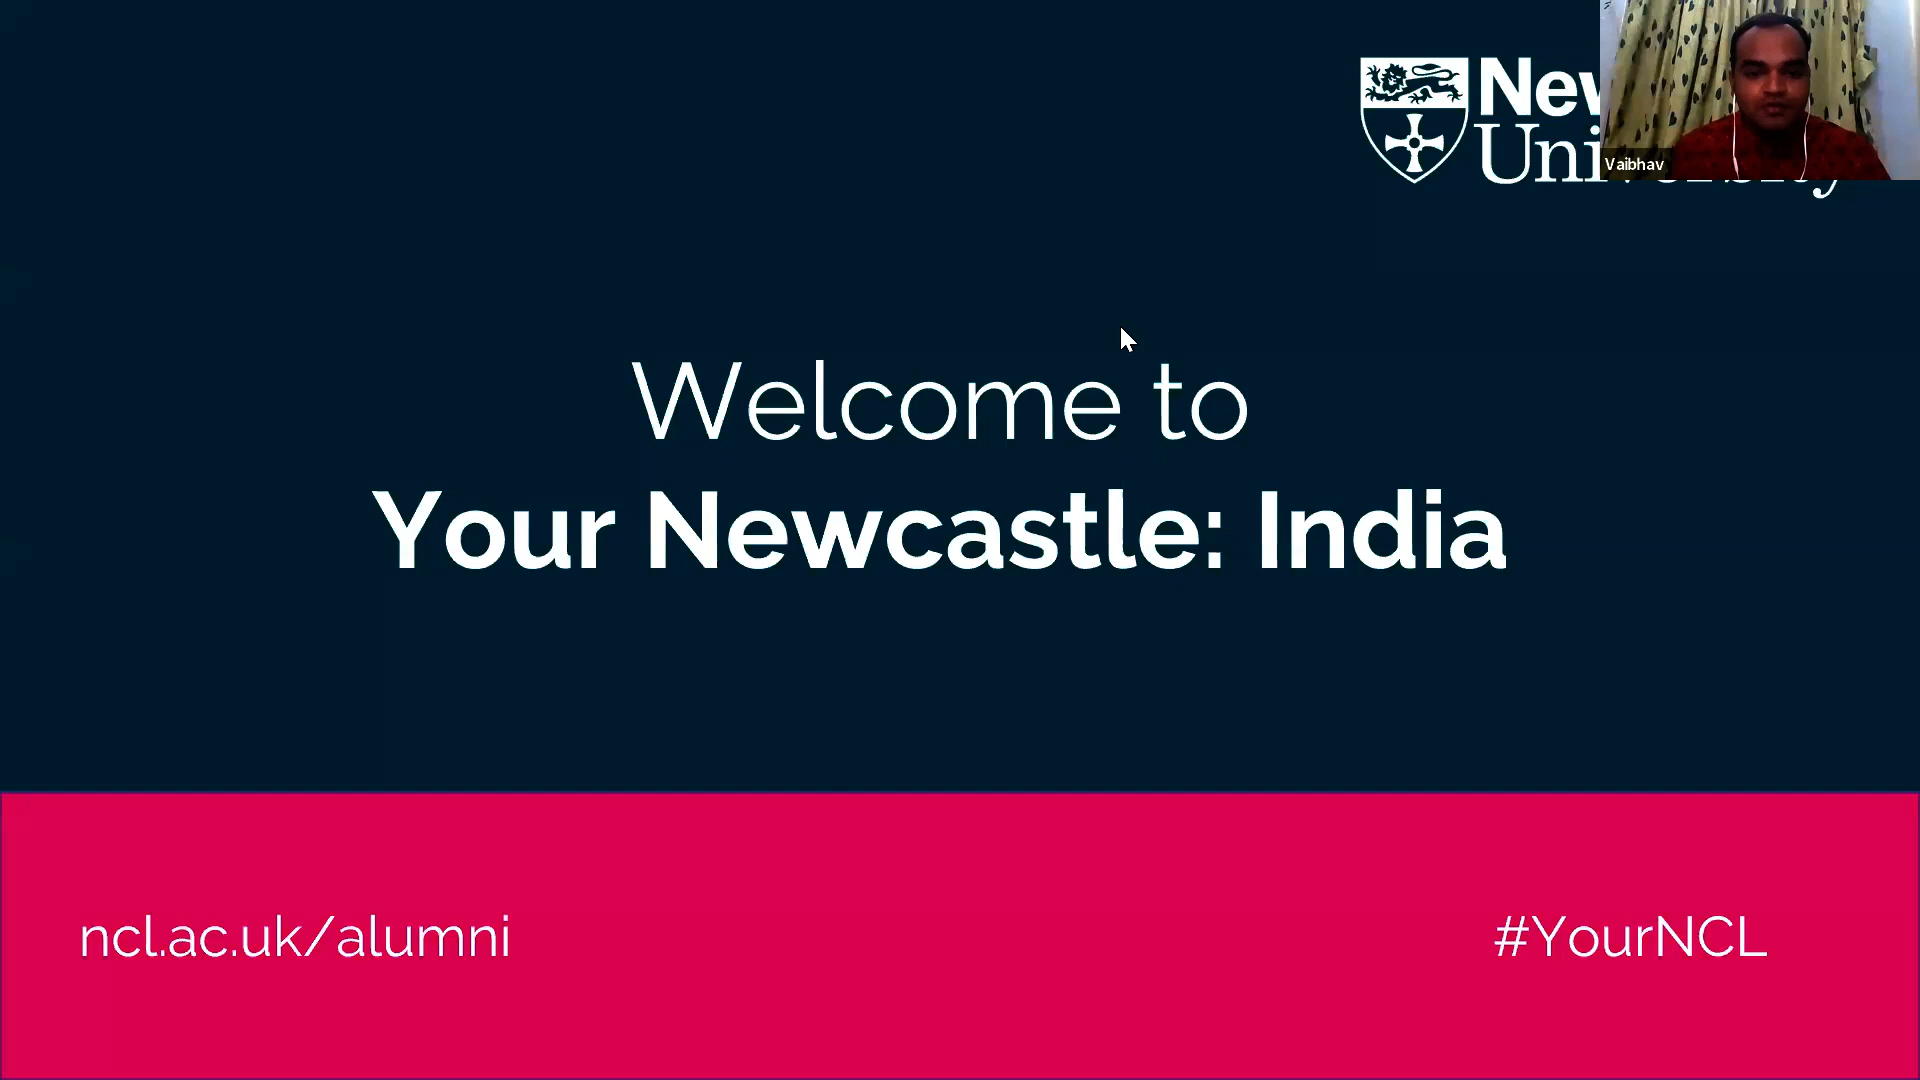 Vaibhav
Welcome to
Your Newcastle: India
ncl.ac.uk/alumni
#YourNCL